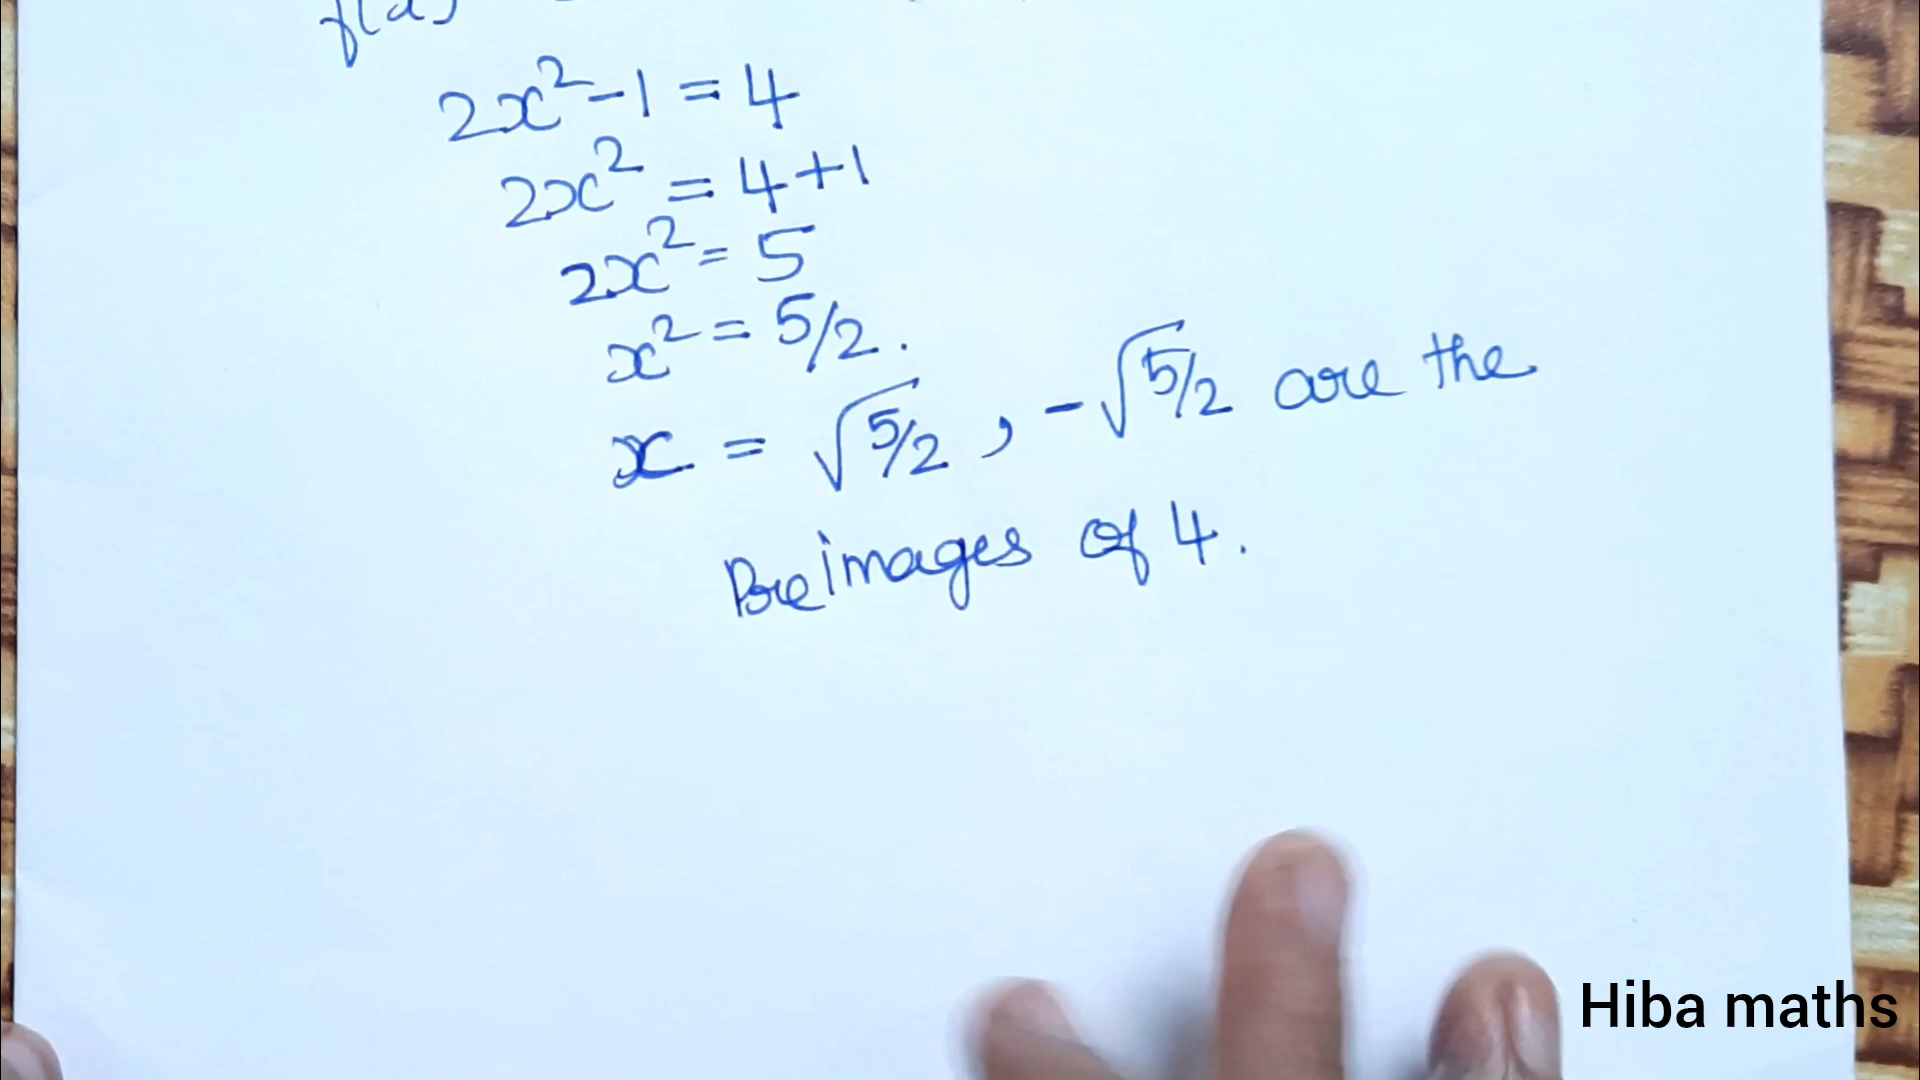 2x² - 1 = 4
2x² = 4 + 1
2x² = 5
x² = 5/2.
x = √5/2 , - √5/2 are the
Preimages of 4.
Hiba maths